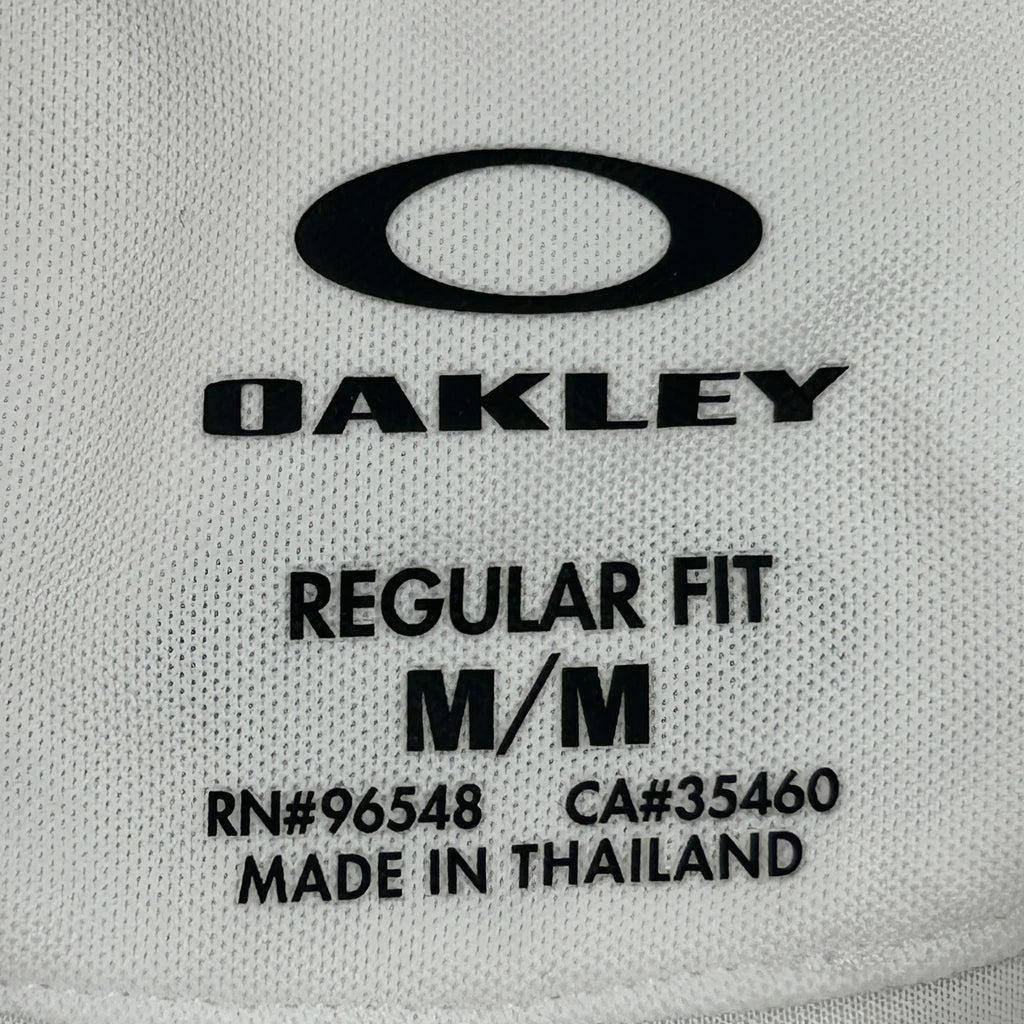 OAKLEY
REGULAR FIT
M/M
RN#96548 CA#35460
MADE IN THAILAND